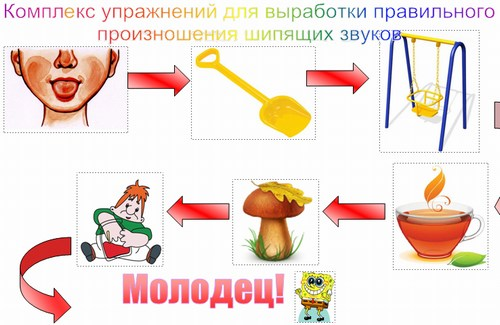 Комплекс упражнений для выработки правильного
произношения шипящих звуков
Молодец!